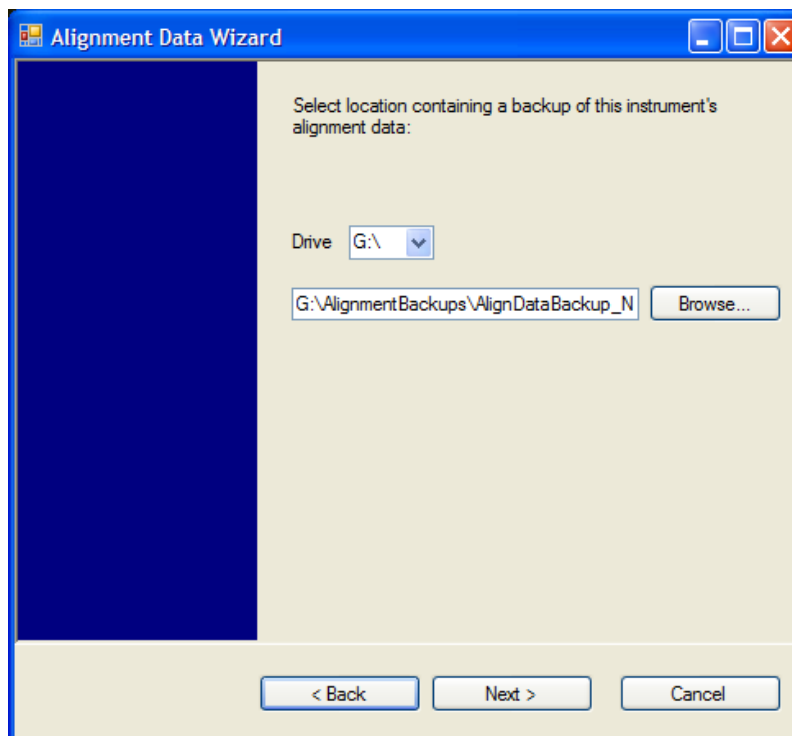 Alignment Data Wizard
Select location containing a backup of this instrument's
alignment data:
Drive G:\
G:\AlignmentBackups\AlignDataBackup_N Browse...
< Back Next > Cancel